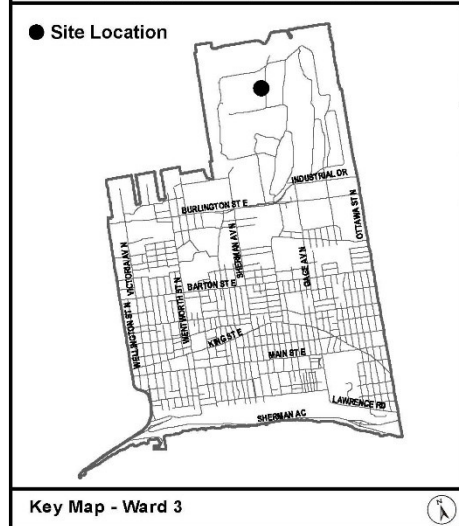 Site Location
INDUSTRIAL DR
BURLINGTON ST E
OTTAWA ST N
VICTORIA AV N
SHERMAN AV N
GAGE AV N
WELLINGTON ST N
WENTWORTH ST N
BARTON ST E
KING ST E
MAIN ST E
LAWRENCE RD
SHERMAN AC
Key Map - Ward 3
N